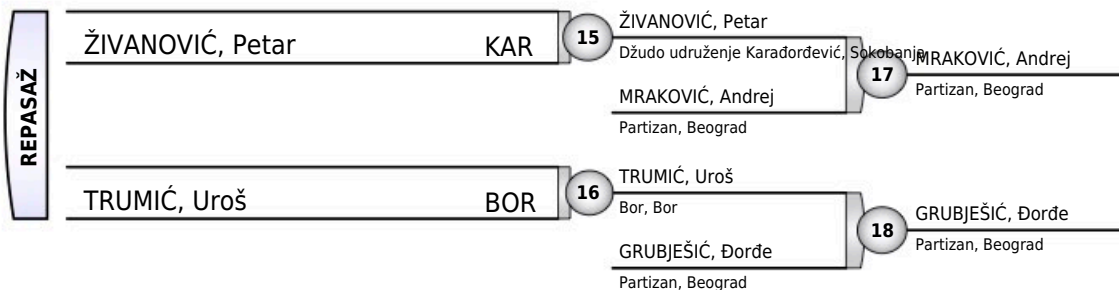 REPASAŽ
ŽIVANOVIĆ, Petar KAR
15
ŽIVANOVIĆ, Petar
Džudo udruženje Karađorđević, Sokobanja
MRAKOVIĆ, Andrej
Partizan, Beograd
17
MRAKOVIĆ, Andrej
Partizan, Beograd
TRUMIĆ, Uroš BOR
16
TRUMIĆ, Uroš
Bor, Bor
GRUBJEŠIĆ, Đorđe
Partizan, Beograd
18
GRUBJEŠIĆ, Đorđe
Partizan, Beograd